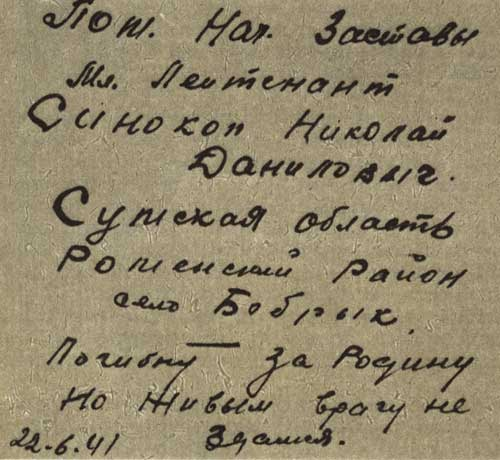 Пом. Нач. Заставы
Мл. Лейтенант
Синокоп Николай
Данилович.
Сумская область
Роменский район
село Бобрык.
Погибну за Родину
но живым врагу не
22-6.41 здамся.